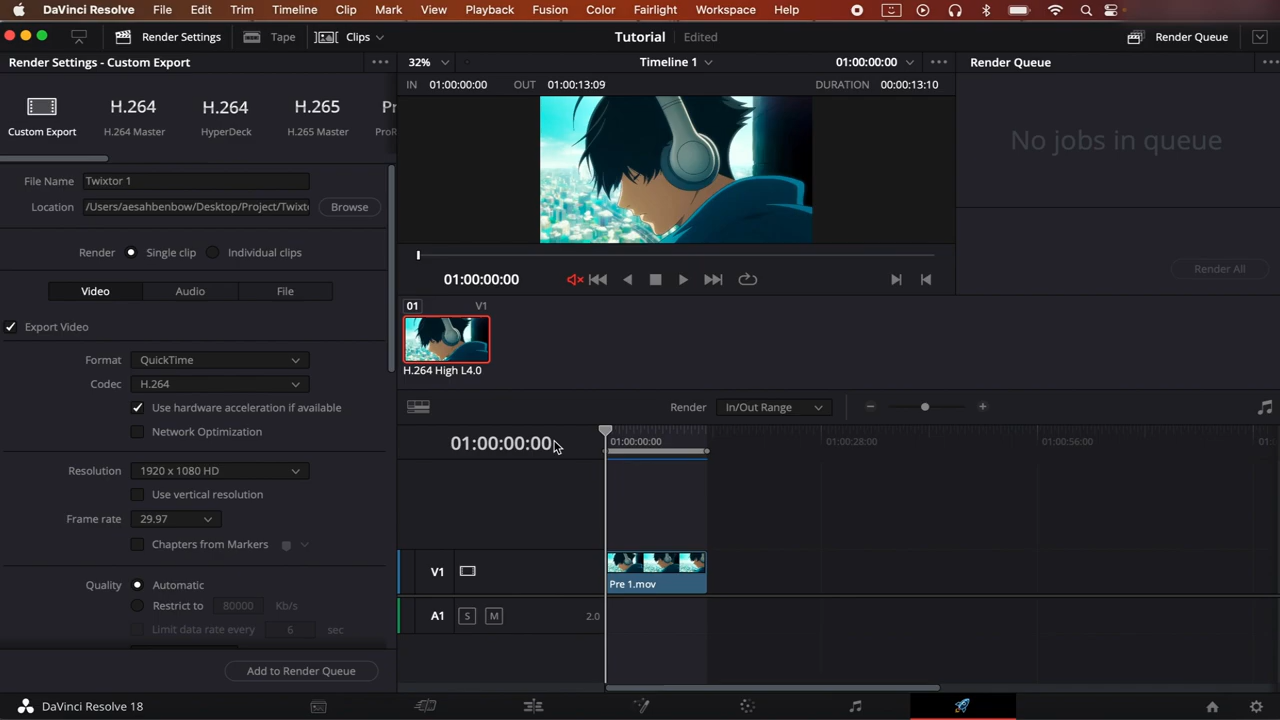 DaVinci Resolve File Edit Trim Timeline Clip Mark View Playback Fusion Color Fairlight Workspace Help
Render Settings Tape Clips Tutorial Edited Render Queue
Render Settings - Custom Export 32% Timeline 1 01:00:00:00 Render Queue
IN 01:00:00:00 OUT 01:00:13:09 DURATION 00:00:13:10
H.264 H.264 H.265 Pr
Custom Export H.264 Master HyperDeck H.265 Master ProR
No jobs in queue
File Name Twixtor 1
Location /Users/aesahbenbow/Desktop/Project/Twixto Browse
Render Single clip Individual clips
Render All
01:00:00:00
Video Audio File
01 V1
Export Video
Format QuickTime
H.264 High L4.0
Codec H.264
Use hardware acceleration if available
Render In/Out Range
Network Optimization
01:00:00:00 01:00:00:00 01:00:28:00 01:00:56:00 01:
Resolution 1920 x 1080 HD
Use vertical resolution
Frame rate 29.97
Chapters from Markers
V1
Pre 1.mov
Quality Automatic
Restrict to 80000 Kb/s
A1 S M 2.0
Limit data rate every 6 sec
Add to Render Queue
DaVinci Resolve 18